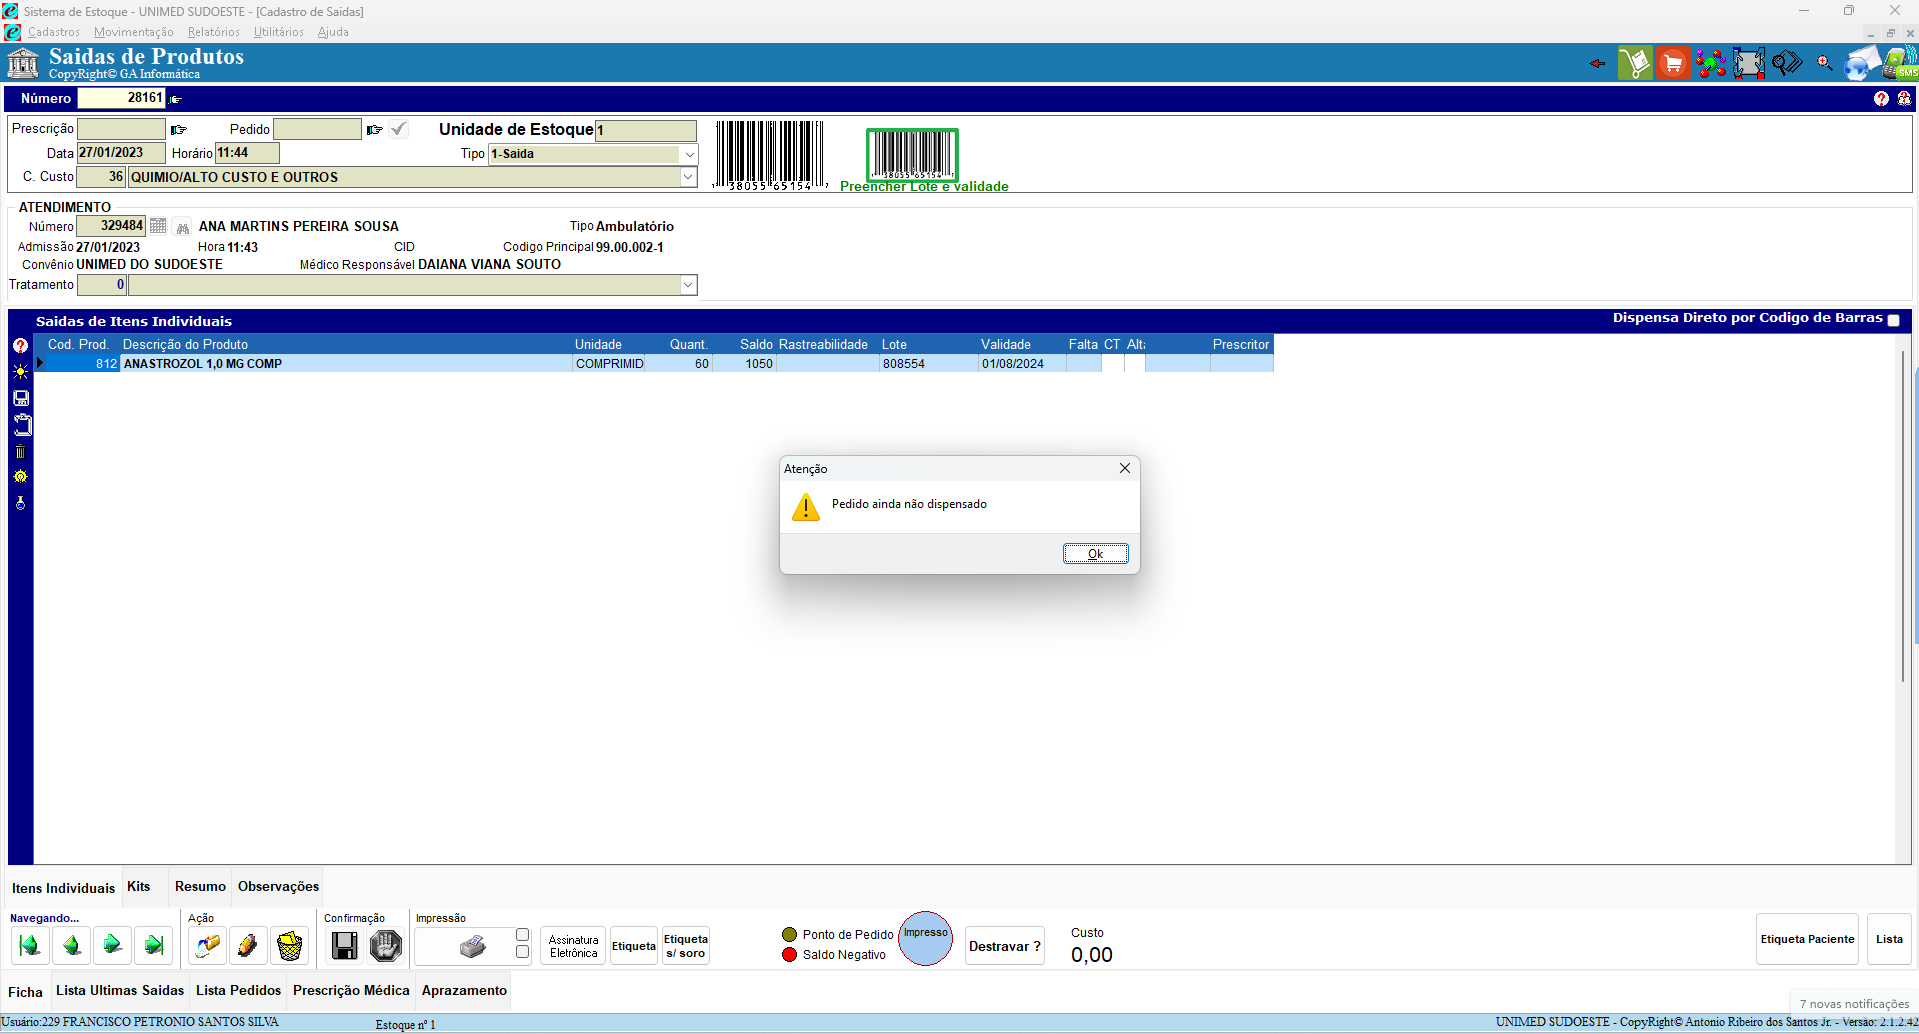 Sistema de Estoque - UNIMED SUDOESTE - [Cadastro de Saidas]
Cadastros Movimentação Relatórios Utilitários Ajuda
Saidas de Produtos
CopyRight© GA Informática
SMS
Número 28161
Prescrição Pedido Unidade de Estoque 1
Data 27/01/2023 Horário 11:44 Tipo 1-Saida
C. Custo 36 QUIMIO/ALTO CUSTO E OUTROS
38055 65154
38055 65154
Preencher Lote e validade
ATENDIMENTO
Número 329484 ANA MARTINS PEREIRA SOUSA Tipo Ambulatório
Admissão 27/01/2023 Hora 11:43 CID Codigo Principal 99.00.002-1
Convênio UNIMED DO SUDOESTE Médico Responsável DAIANA VIANA SOUTO
Tratamento 0
Saidas de Itens Individuais Dispensa Direto por Codigo de Barras
Cod. Prod. Descrição do Produto Unidade Quant. Saldo Rastreabilidade Lote Validade Falta CT Alt Prescritor
812 ANASTROZOL 1,0 MG COMP COMPRIMID 60 1050 808554 01/08/2024
Atenção
Pedido ainda não dispensado
Ok
Itens Individuais Kits Resumo Observações
Navegando... Ação Confirmação Impressão
Assinatura Eletrônica
Etiqueta
Etiqueta s/ soro
Ponto de Pedido
Saldo Negativo
Impresso
Destravar ?
Custo
0,00
Etiqueta Paciente
Lista
Ficha Lista Ultimas Saidas Lista Pedidos Prescrição Médica Aprazamento
7 novas notificações
Usuário:229 FRANCISCO PETRONIO SANTOS SILVA Estoque nº 1 UNIMED SUDOESTE - CopyRight© Antonio Ribeiro dos Santos Jr. - Versão: 2.1.2.42